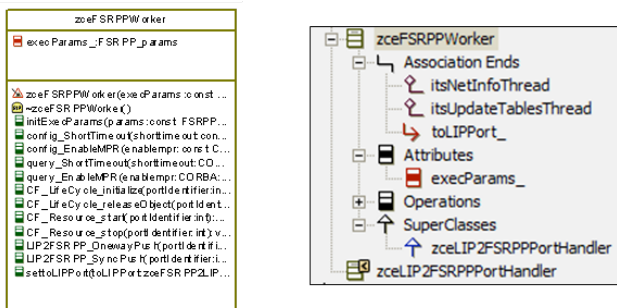 zceFSRPPWorker
execParams_:FSRPP_params
zceFSRPPWorker(execParams:const ...
~zceFSRPPWorker()
initExecParams(params:const FSRPP...
config_ShortTimeout(shorttimeout:con...
config_EnableMPR(enablempr:const C...
query_ShortTimeout(shorttimeout:CO...
query_EnableMPR(enablempr:CORBA:...
CF_LifeCycle_initialize(portIdentifier:in...
CF_LifeCycle_releaseObject(portIdent...
CF_Resource_start(portIdentifier:int):...
CF_Resource_stop(portIdentifier:int):v...
LIP2FSRPP_OnewayPush(portIdentifi...
LIP2FSRPP_SyncPush(portIdentifier:i...
settoLIPPort(toLIPPort:zceFSRPP2LIP...
zceFSRPPWorker
Association Ends
itsNetInfoThread
itsUpdateTablesThread
toLIPPort_
Attributes
execParams_
Operations
SuperClasses
zceLIP2FSRPPPortHandler
zceLIP2FSRPPPortHandler